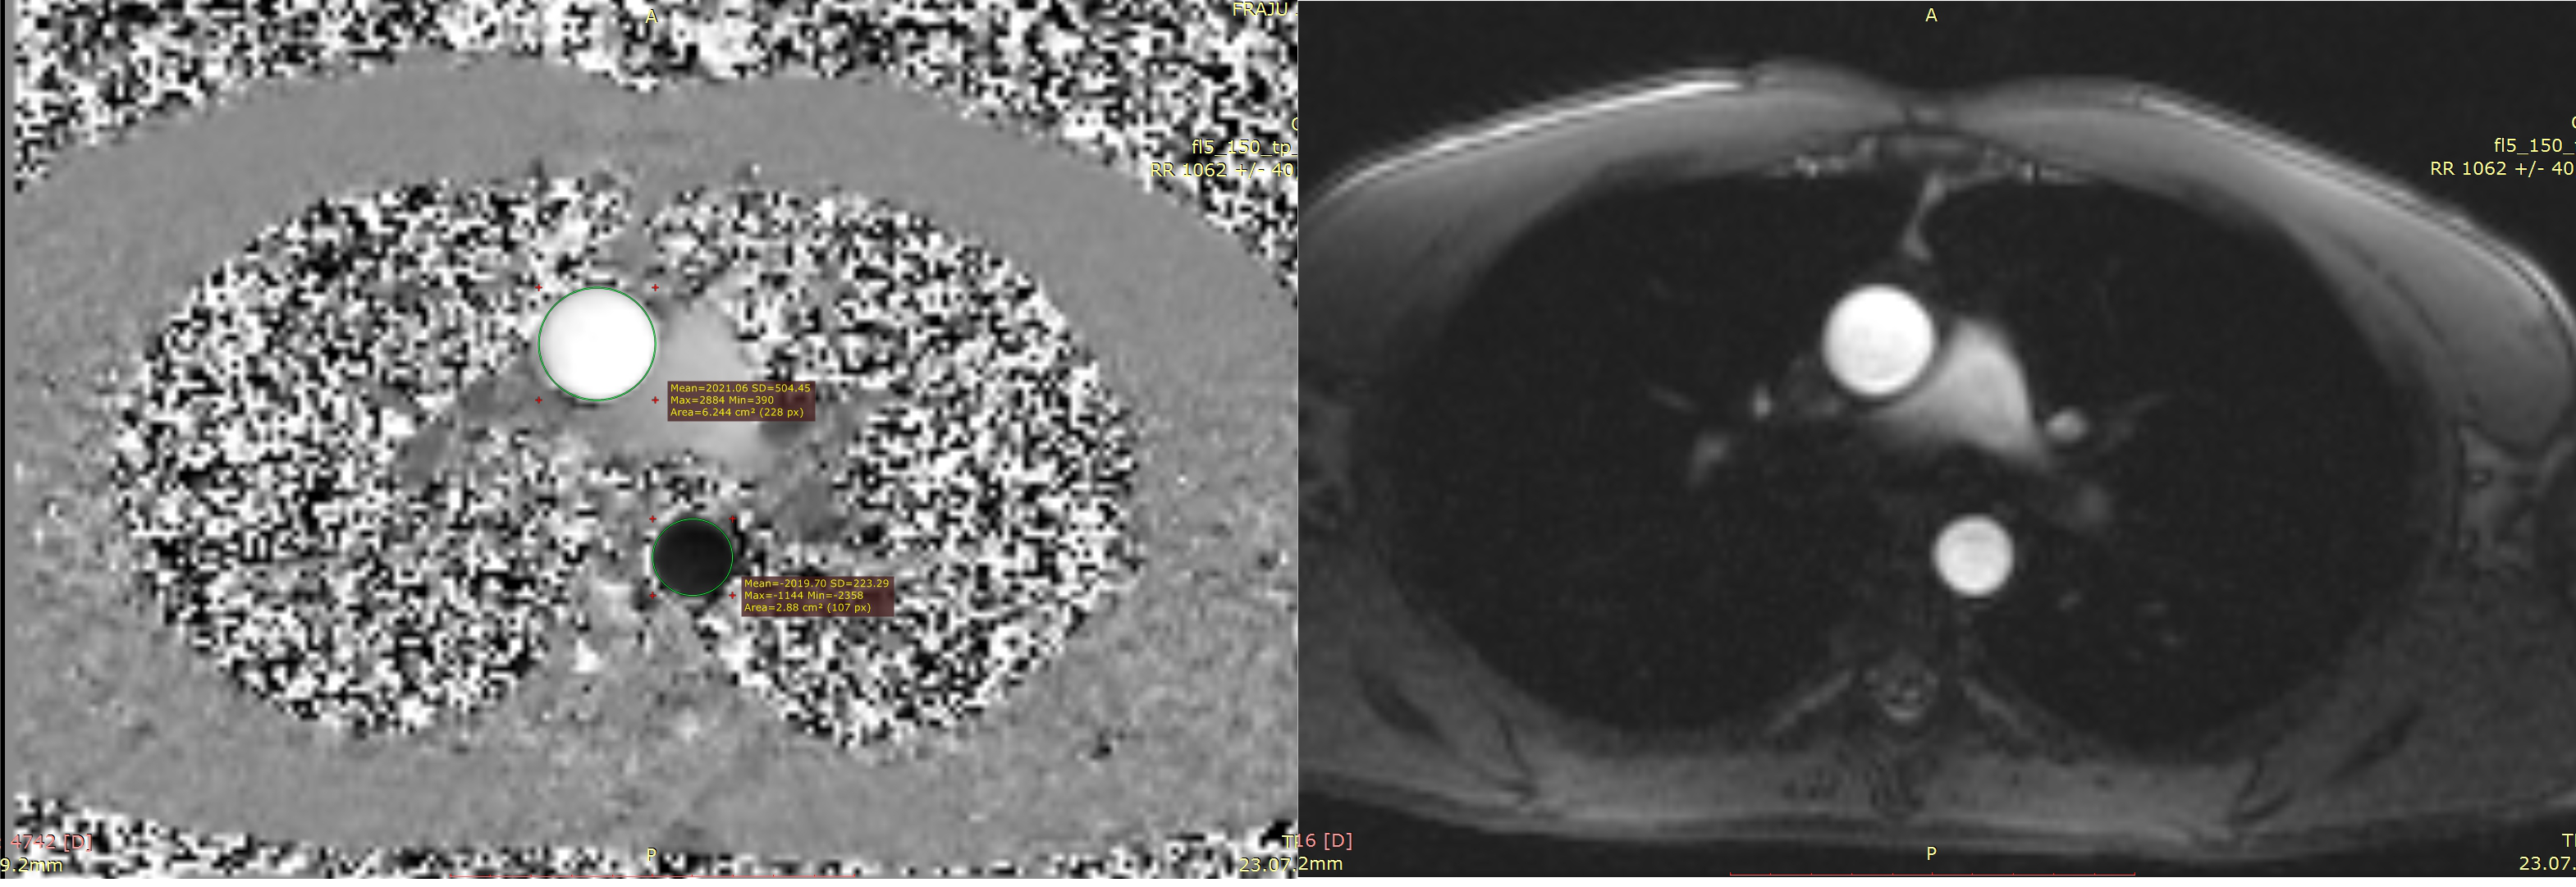 A
FRAJU
fl5_150_tp_
RR 1062 +/- 40
Mean=2021.06 SD=504.45
Max=2884 Min=390
Area=6.244 cm² (228 px)
Mean=-2019.70 SD=223.29
Max=-1144 Min=-2358
Area=2.88 cm² (107 px)
4742 [D]
9.2mm
P
23.07.
A
fl5_150_
RR 1062 +/- 40
16 [D]
2mm
P
23.07.